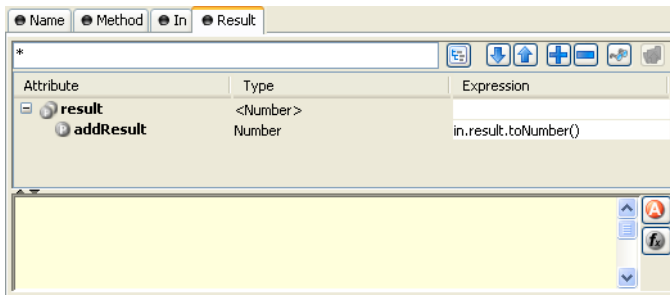 Name Method In Result
*
Attribute Type Expression
result <Number>
addResult Number in.result.toNumber()